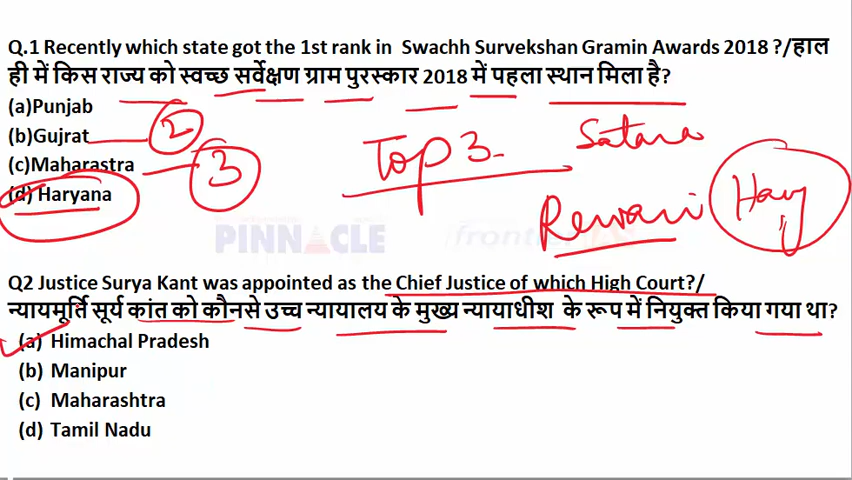 Q.1 Recently which state got the 1st rank in Swachh Survekshan Gramin Awards 2018 ?/हाल
ही में किस राज्य को स्वच्छ सर्वेक्षण ग्राम पुरस्कार 2018 में पहला स्थान मिला है?
(a)Punjab
(b)Gujrat
2
(c)Maharastra
3
(d) Haryana
Top 3
Satara
Rewari
Hary
PINNACLE
frontier
Q2 Justice Surya Kant was appointed as the Chief Justice of which High Court?/
न्यायमूर्ति सूर्य कांत को कौनसे उच्च न्यायालय के मुख्य न्यायाधीश के रूप में नियुक्त किया गया था?
(a) Himachal Pradesh
(b) Manipur
(c) Maharashtra
(d) Tamil Nadu